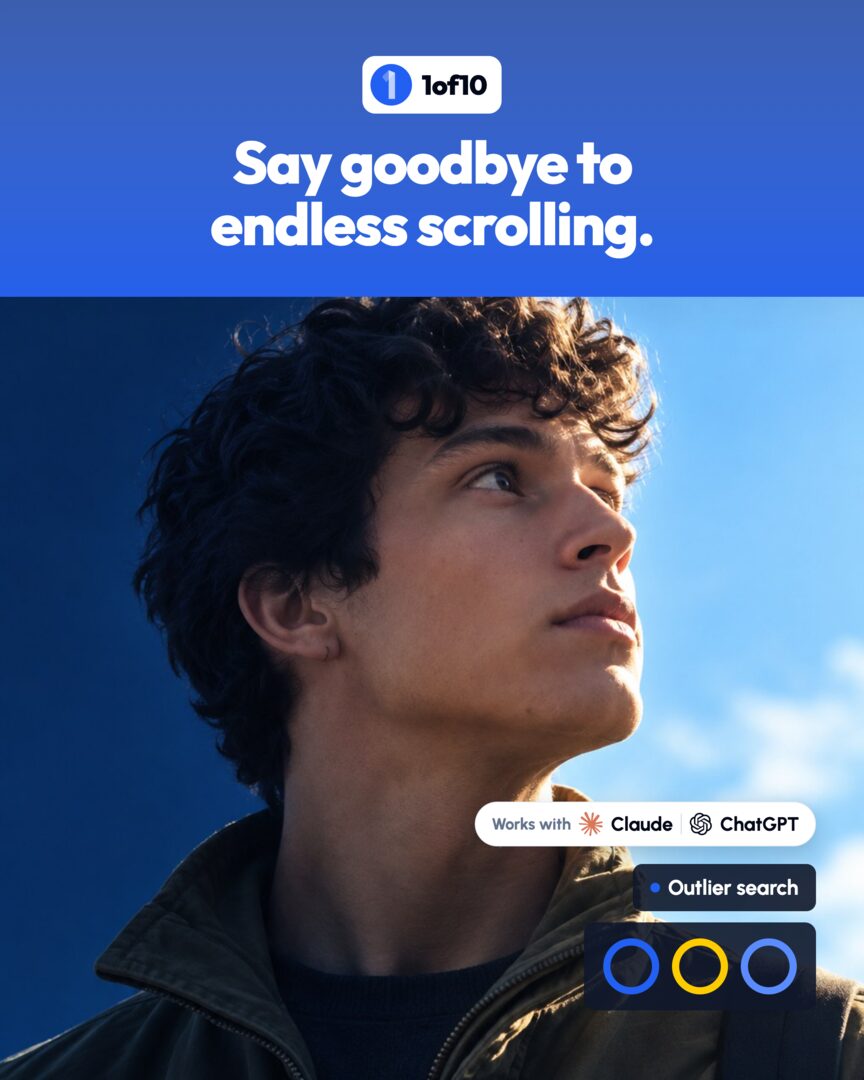 1of10
Say goodbye to
endless scrolling.
Works with Claude | ChatGPT
Outlier search